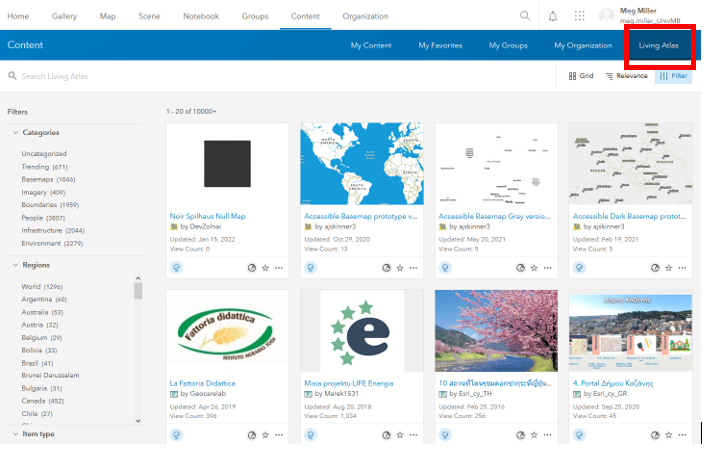 Home Gallery Map Scene Notebook Groups Content Organization
Meg Miller
meg.miller_UnivMB
Content My Content My Favorites My Groups My Organization Living Atlas
Search Living Atlas Grid Relevance Filter
Filters
Categories
Uncategorized
Trending (671)
Basemaps (1046)
Imagery (409)
Boundaries (1959)
People (3807)
Infrastructure (2044)
Environment (2279)
Regions
World (1296)
Argentina (60)
Australia (53)
Austria (32)
Belgium (29)
Bolivia (33)
Brazil (41)
Brunei Darussalam
Bulgaria (31)
Canada (452)
Chile (27)
Item type
1 - 20 of 10000+
Noir Spilhaus Null Map
by DevZolnai
Updated: Jan 15, 2022
View Count: 0
NORTH AMERICA
SOUTH AMERICA
AFRICA
Accessible Basemap prototype v...
by ajskinner3
Updated: Oct 29, 2020
View Count: 13
Accessible Basemap Gray versio...
by ajskinner3
Updated: May 20, 2021
View Count: 5
Accessible Dark Basemap protot...
by ajskinner3
Updated: Feb 19, 2021
View Count: 5
Fattoria didattica
ISTITUTO AGRARIO TODI
La Fattoria Didattica
by Geocarelab
Updated: Apr 26, 2019
View Count: 396
e
Misia projektu LIFE Energia
by Marek1531
Updated: Aug 20, 2018
View Count: 1,034
10 สถานที่โดนชมดอกซากุระที่ญี่ปุ่น...
by Esri_cy_TH
Updated: Feb 25, 2016
View Count: 256
Δήμος Κοζάνης
4. Portal Δήμου Κοζάνης
by Esri_cy_GR
Updated: Sep 25, 2020
View Count: 45